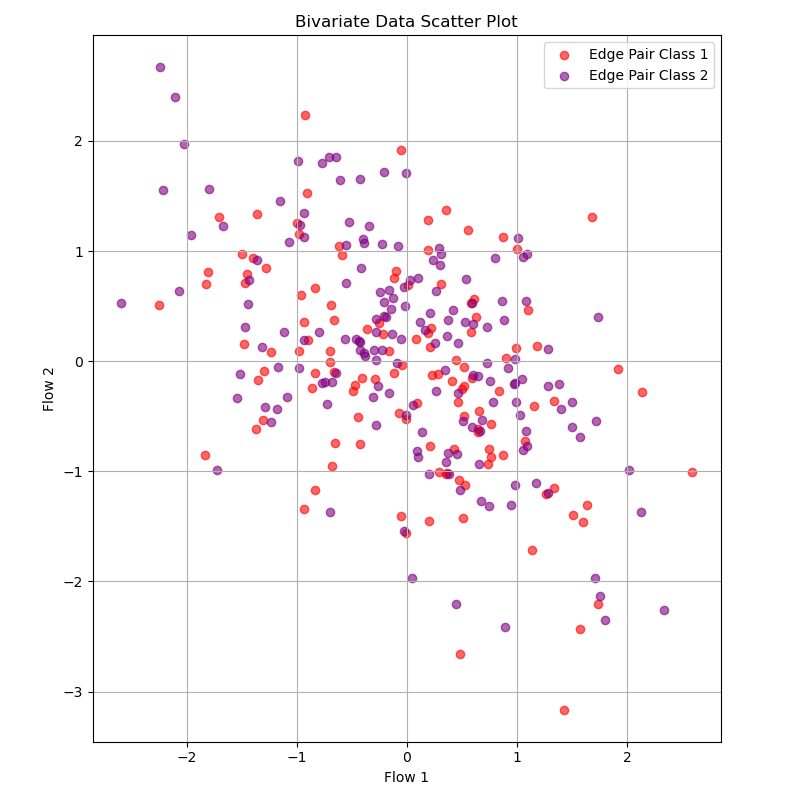 Bivariate Data Scatter Plot
Edge Pair Class 1
Edge Pair Class 2
2
1
0
−1
−2
−3
Flow 2
−2
−1
0
1
2
Flow 1